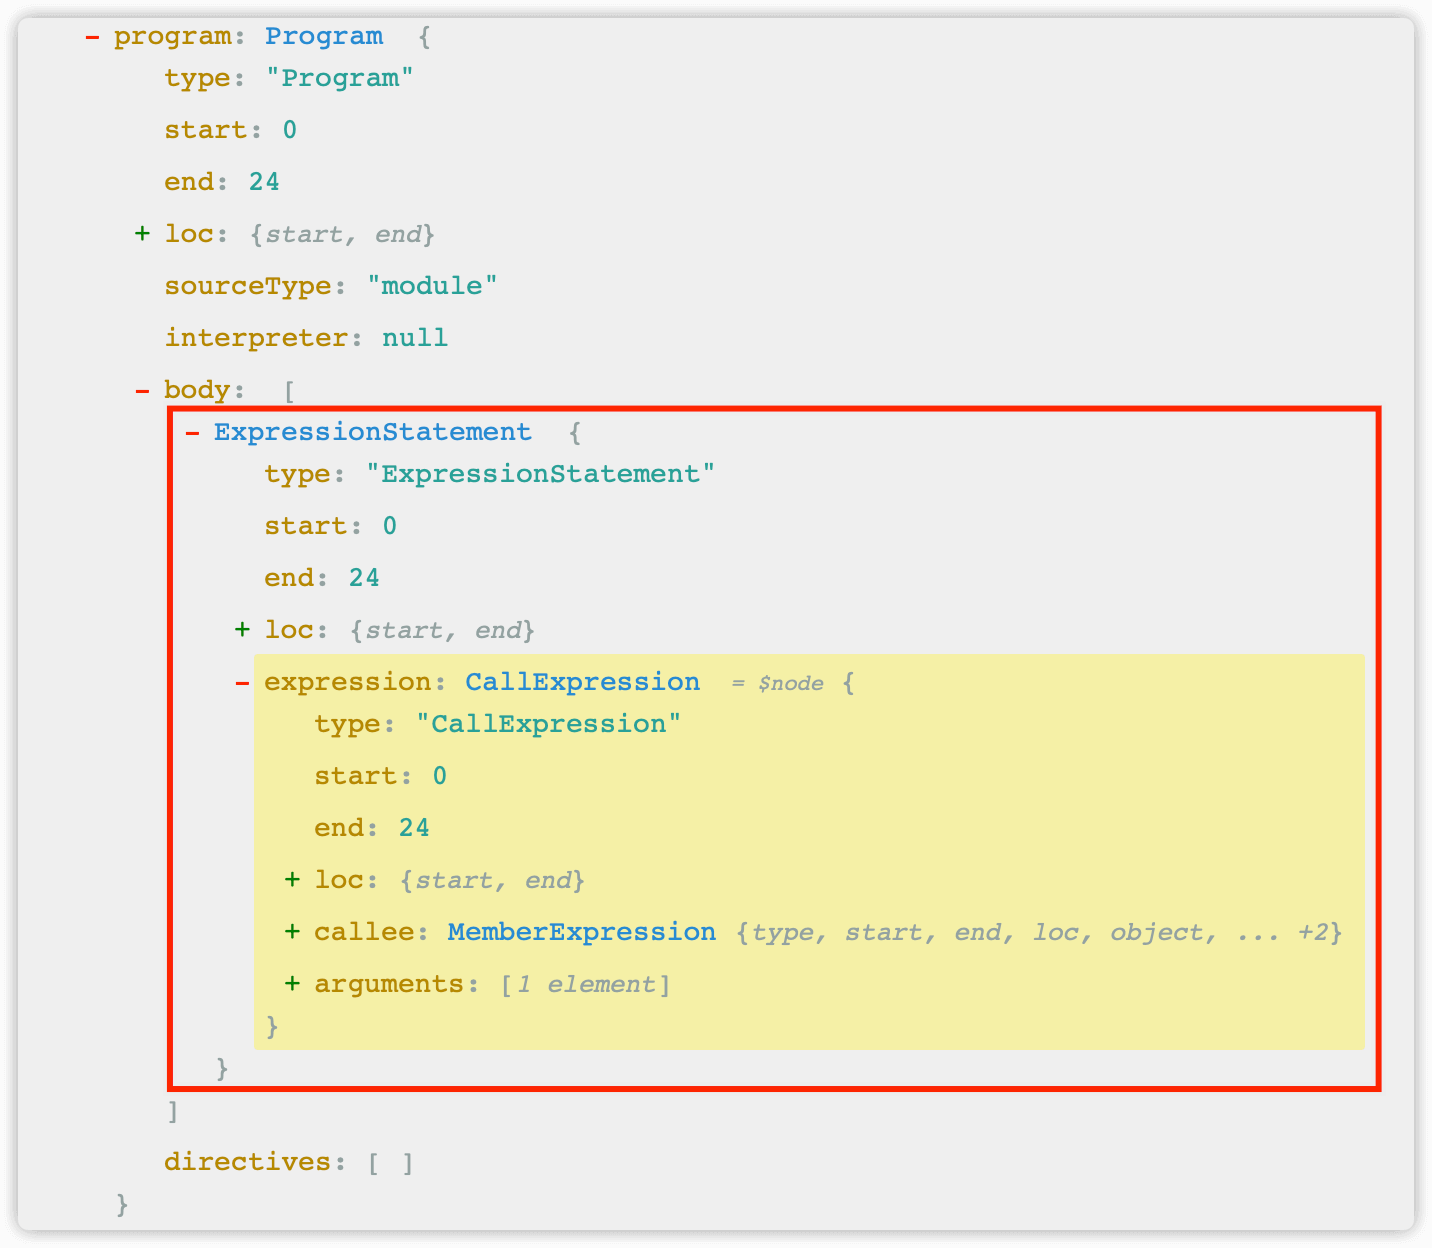 - program: Program {
type: "Program"
start: 0
end: 24
+ loc: {start, end}
sourceType: "module"
interpreter: null
- body: [
- ExpressionStatement {
type: "ExpressionStatement"
start: 0
end: 24
+ loc: {start, end}
- expression: CallExpression = $node {
type: "CallExpression"
start: 0
end: 24
+ loc: {start, end}
+ callee: MemberExpression {type, start, end, loc, object, ... +2}
+ arguments: [1 element]
}
}
]
directives: [ ]
}